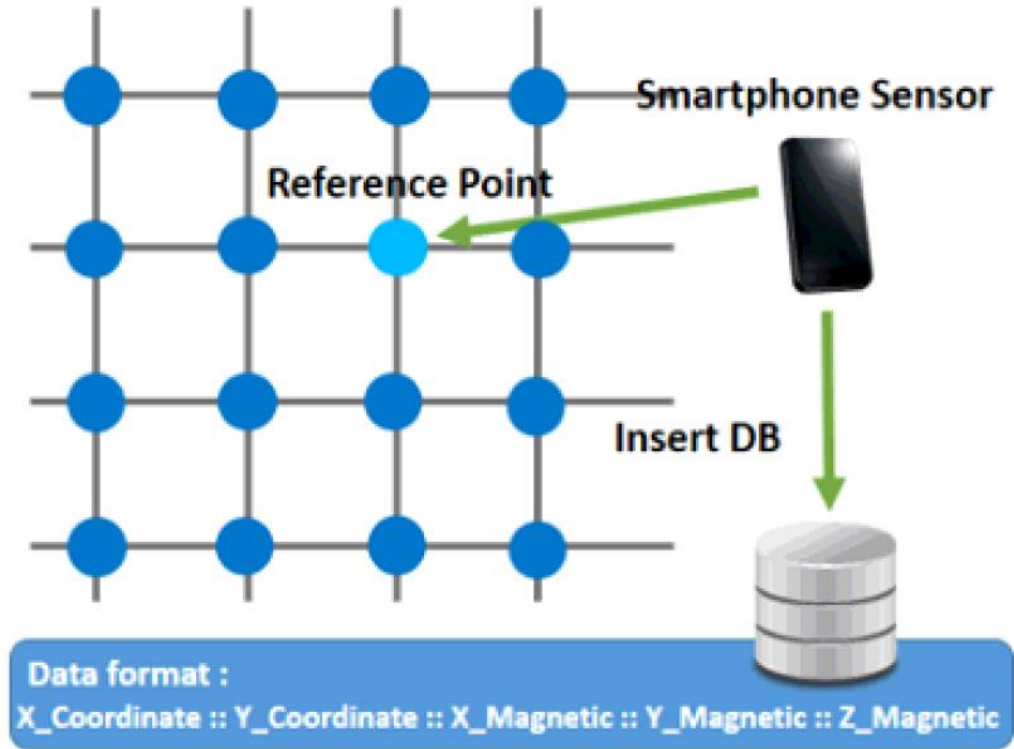 Smartphone Sensor
Reference Point
Insert DB
Data format :
X_Coordinate :: Y_Coordinate :: X_Magnetic :: Y_Magnetic :: Z_Magnetic